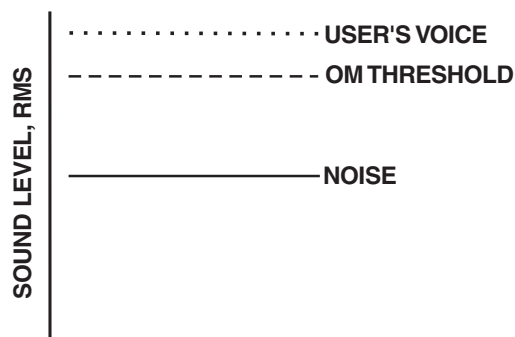 USER'S VOICE
OM THRESHOLD
NOISE
SOUND LEVEL, RMS